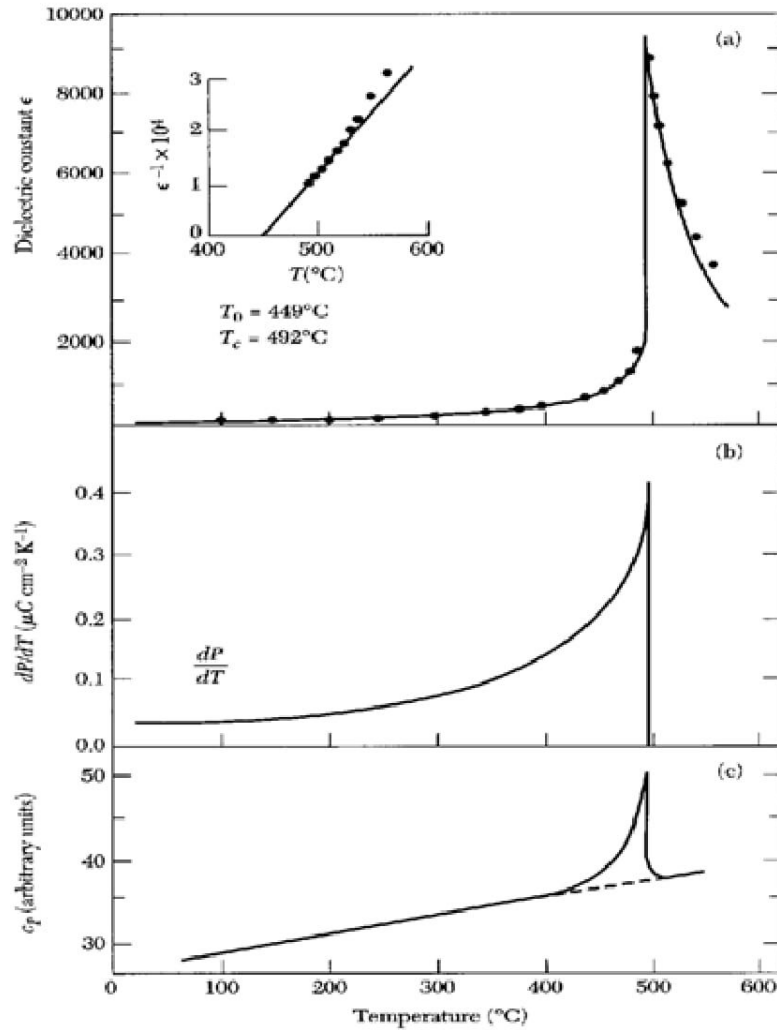 (a)
10000
8000
6000
4000
2000
Dielectric constant ϵ
3
2
1
0
ϵ⁻¹ × 10⁴
400
500
600
T(°C)
T₀ = 449°C
T_c = 492°C
(b)
0.4
0.3
0.2
0.1
0.0
dP/dT (μC cm⁻² K⁻¹)
dP
dT
(c)
50
40
30
c_p (arbitrary units)
0
100
200
300
400
500
600
Temperature (°C)